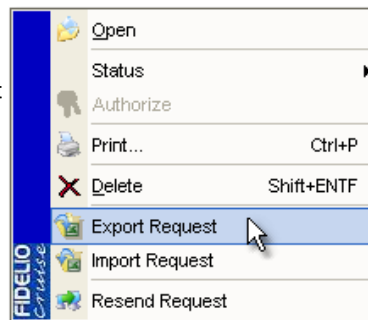 Open
Status
Authorize
Print... Ctrl+P
Delete Shift+ENTF
Export Request
Import Request
Resend Request
FIDELIO
Cruise